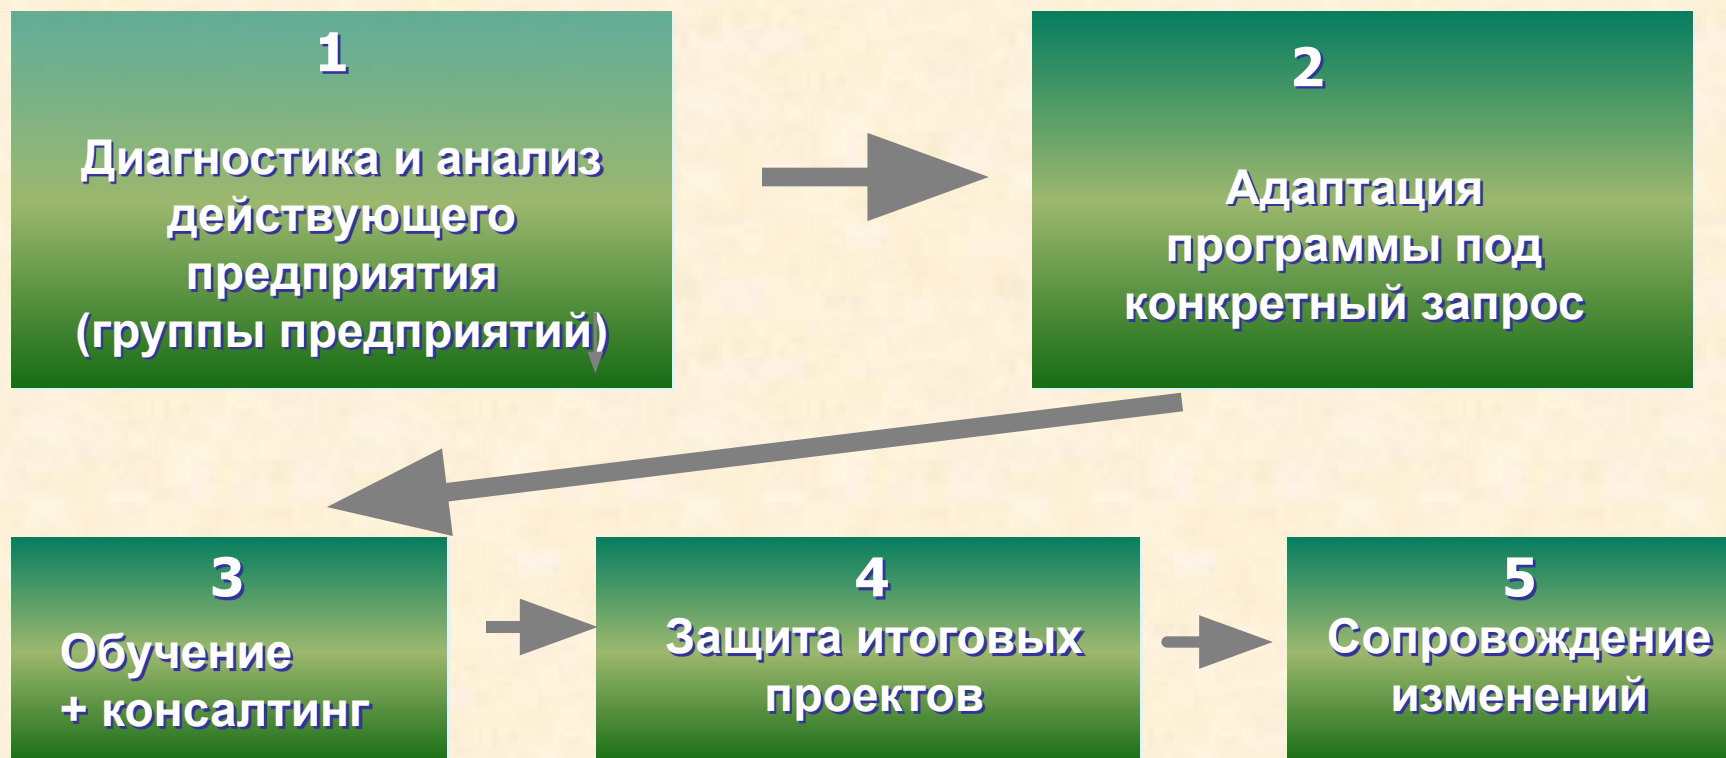 1
Диагностика и анализ
действующего
предприятия
(группы предприятий)
2
Адаптация
программы под
конкретный запрос
3
Обучение
+ консалтинг
4
Защита итоговых
проектов
5
Сопровождение
изменений